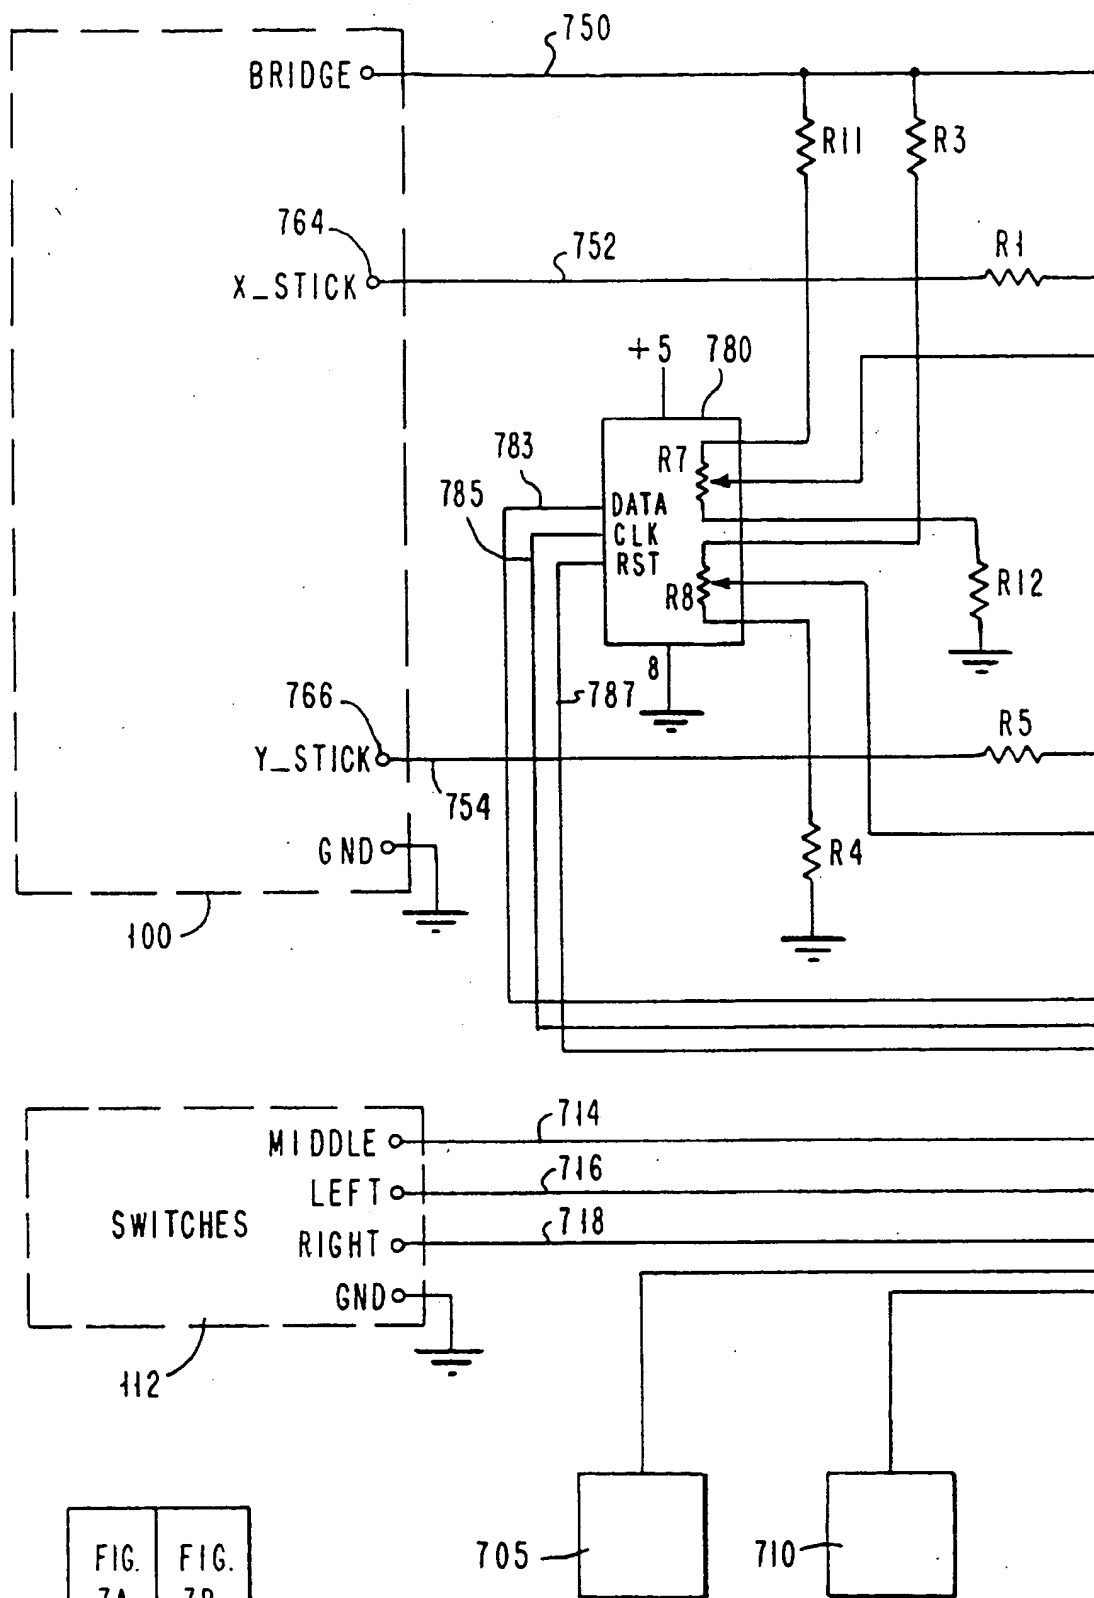 750
BRIDGE
R11
R3
764
752
R1
X_STICK
+5
780
783
R7
785
DATA
CLK
RST
R8
R12
8
766
787
R5
Y_STICK
754
GND
R4
100
714
MIDDLE
716
LEFT
SWITCHES
718
RIGHT
GND
112
705
710
FIG. FIG.
7A 7B